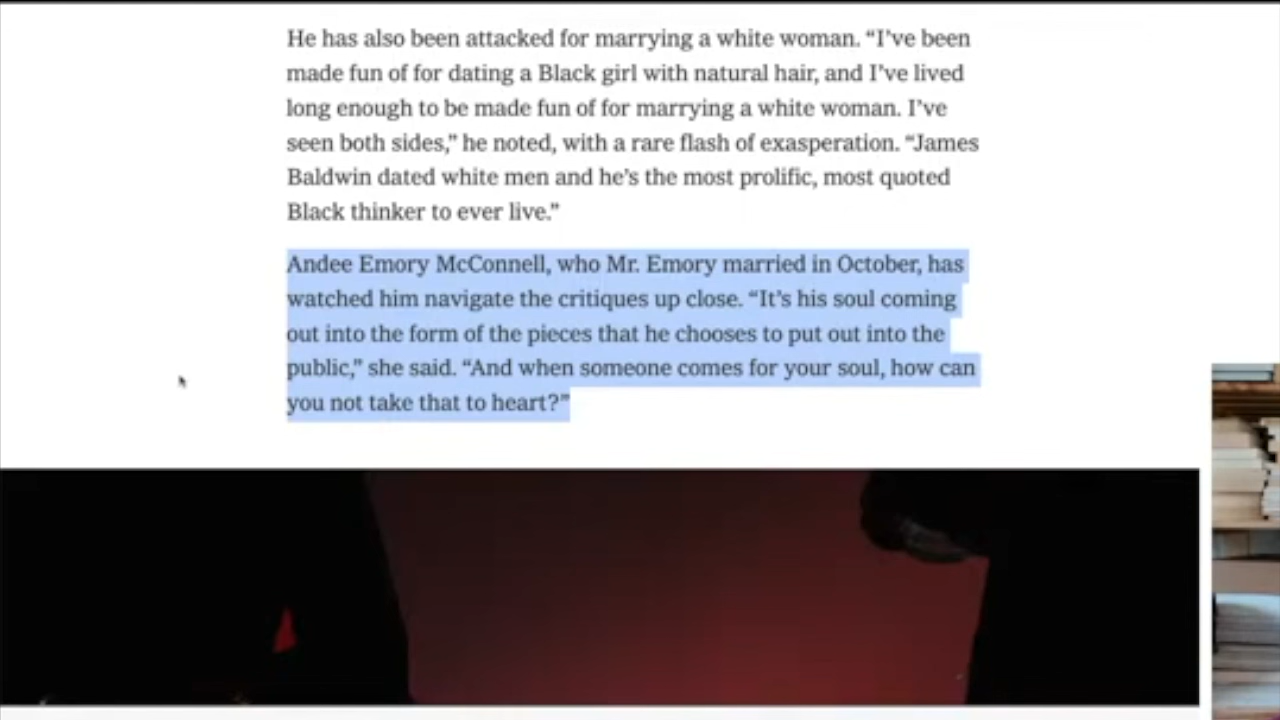 He has also been attacked for marrying a white woman. “I’ve been
made fun of for dating a Black girl with natural hair, and I’ve lived
long enough to be made fun of for marrying a white woman. I’ve
seen both sides,” he noted, with a rare flash of exasperation. “James
Baldwin dated white men and he’s the most prolific, most quoted
Black thinker to ever live.”
Andee Emory McConnell, who Mr. Emory married in October, has
watched him navigate the critiques up close. “It’s his soul coming
out into the form of the pieces that he chooses to put out into the
public,” she said. “And when someone comes for your soul, how can
you not take that to heart?”